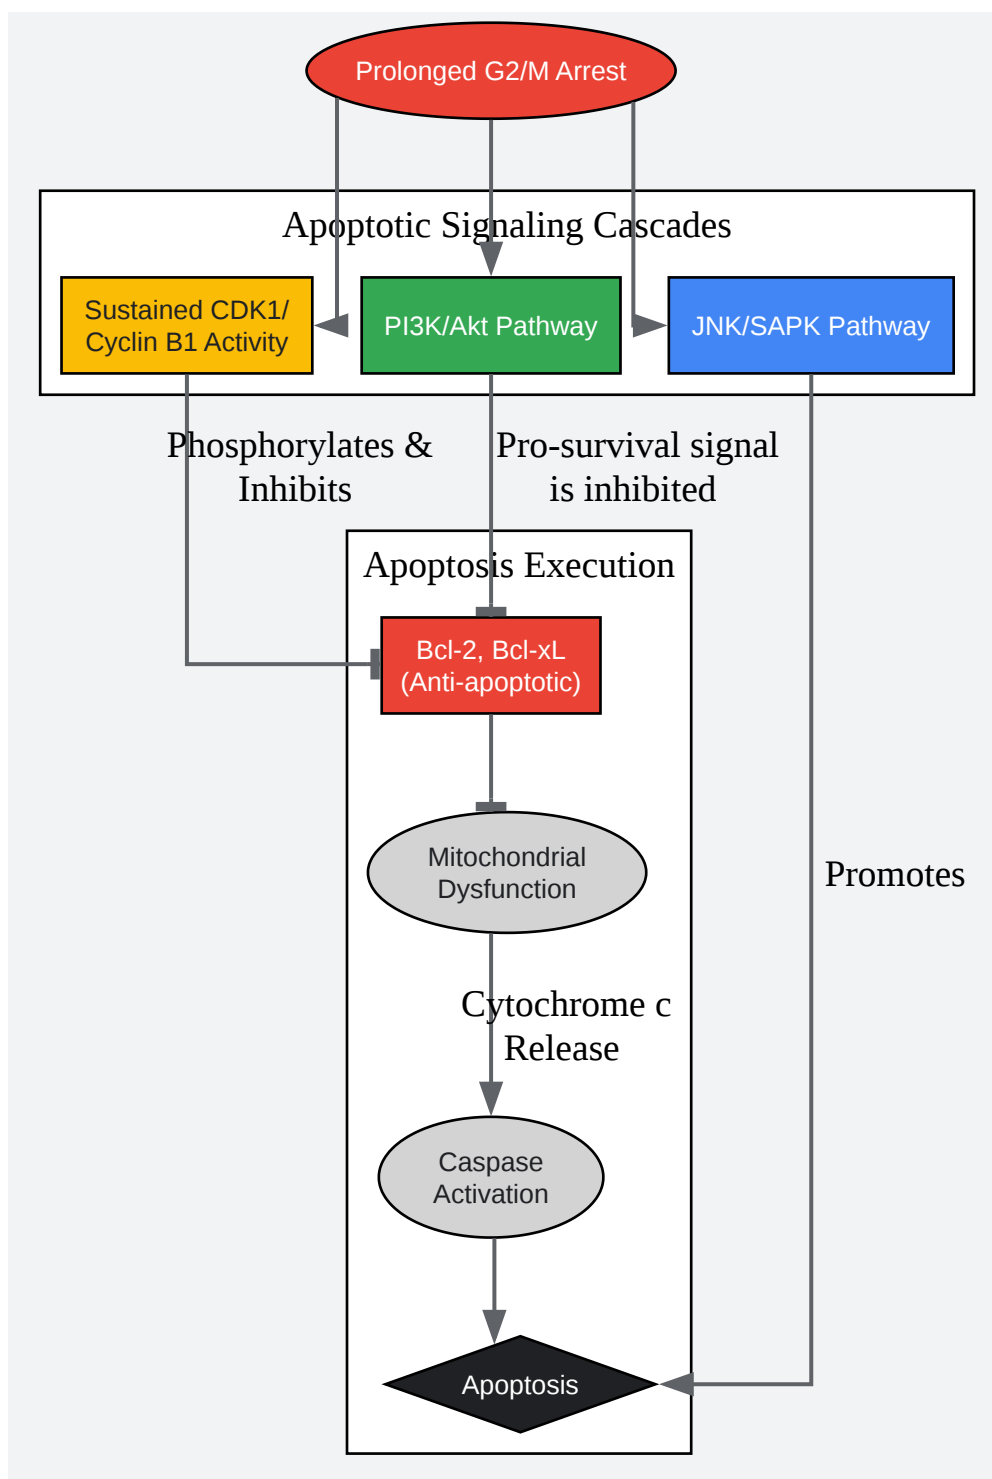 Prolonged G2/M Arrest
Apoptotic Signaling Cascades
Sustained CDK1/
Cyclin B1 Activity
PI3K/Akt Pathway
JNK/SAPK Pathway
Phosphorylates &
Inhibits
Pro-survival signal
is inhibited
Apoptosis Execution
Bcl-2, Bcl-xL
(Anti-apoptotic)
Mitochondrial
Dysfunction
Promotes
Cytochrome c
Release
Caspase
Activation
Apoptosis